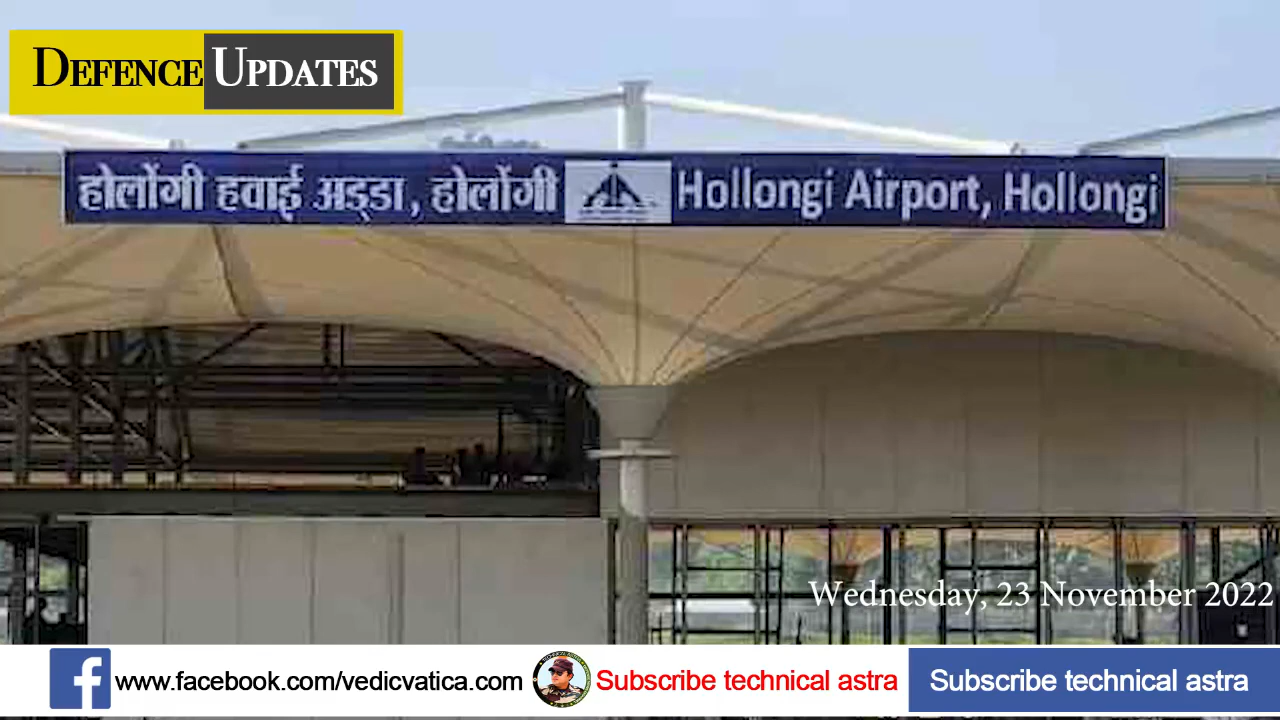 DEFENCE UPDATES
होलोंगी हवाई अड्डा, होलोंगी Hollongi Airport, Hollongi
Wednesday, 23 November 2022
www.facebook.com/vedicvatica.com Subscribe technical astra Subscribe technical astra